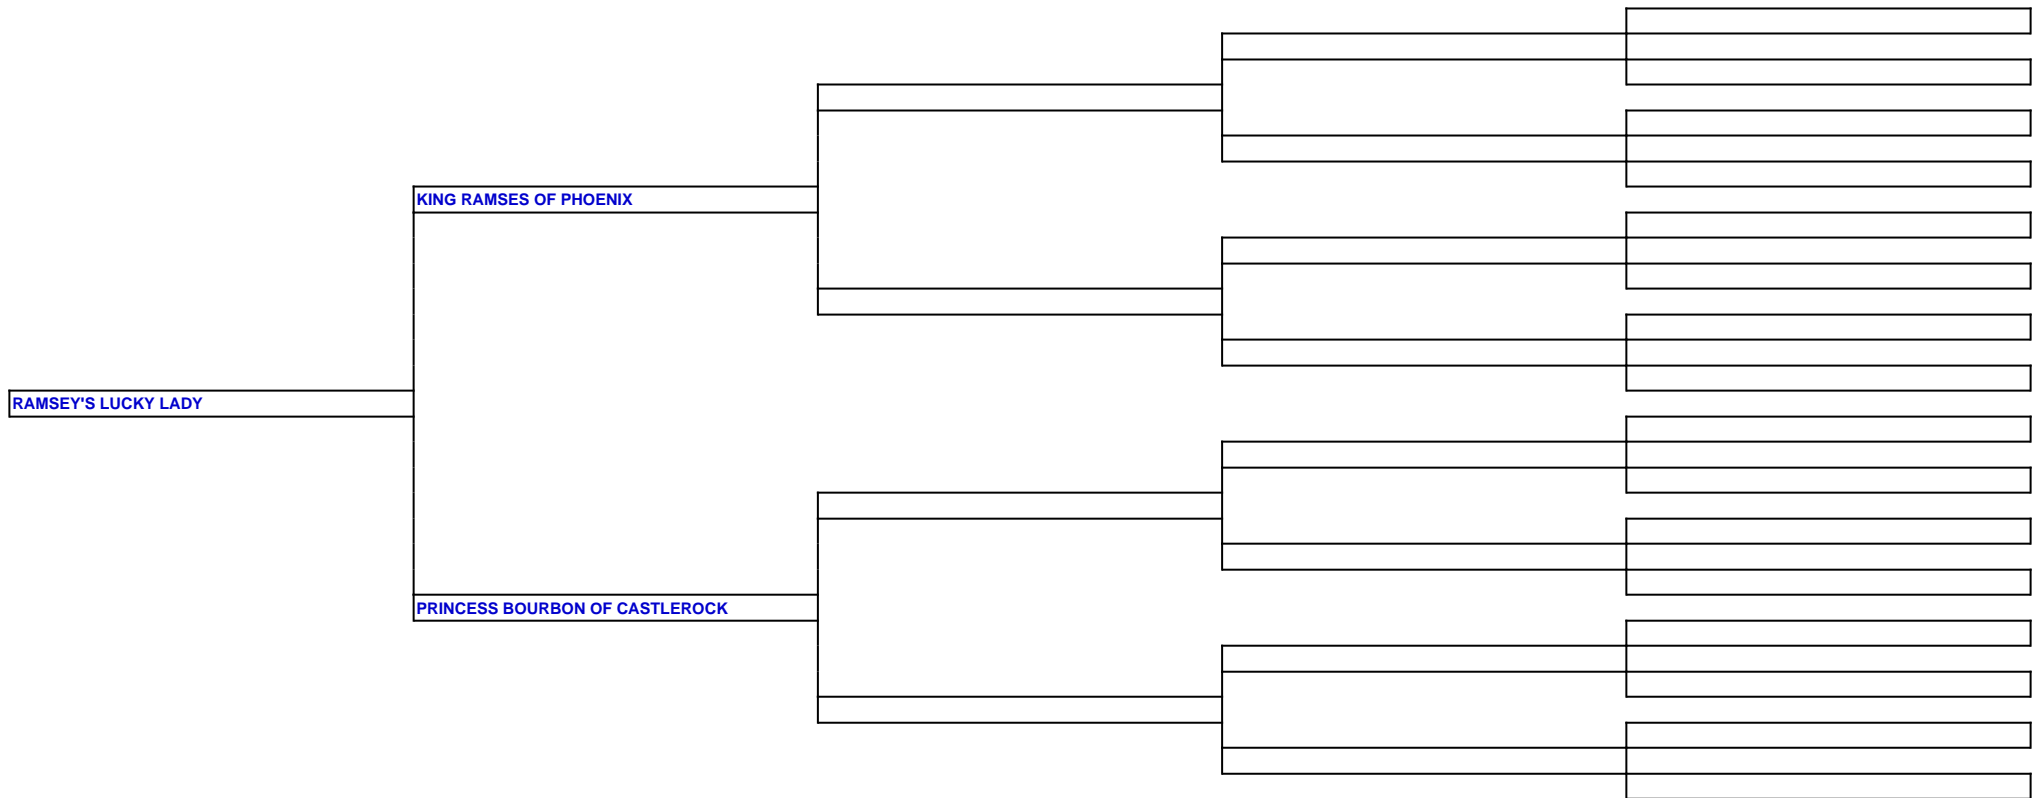 KING RAMSES OF PHOENIX
RAMSEY'S LUCKY LADY
PRINCESS BOURBON OF CASTLEROCK